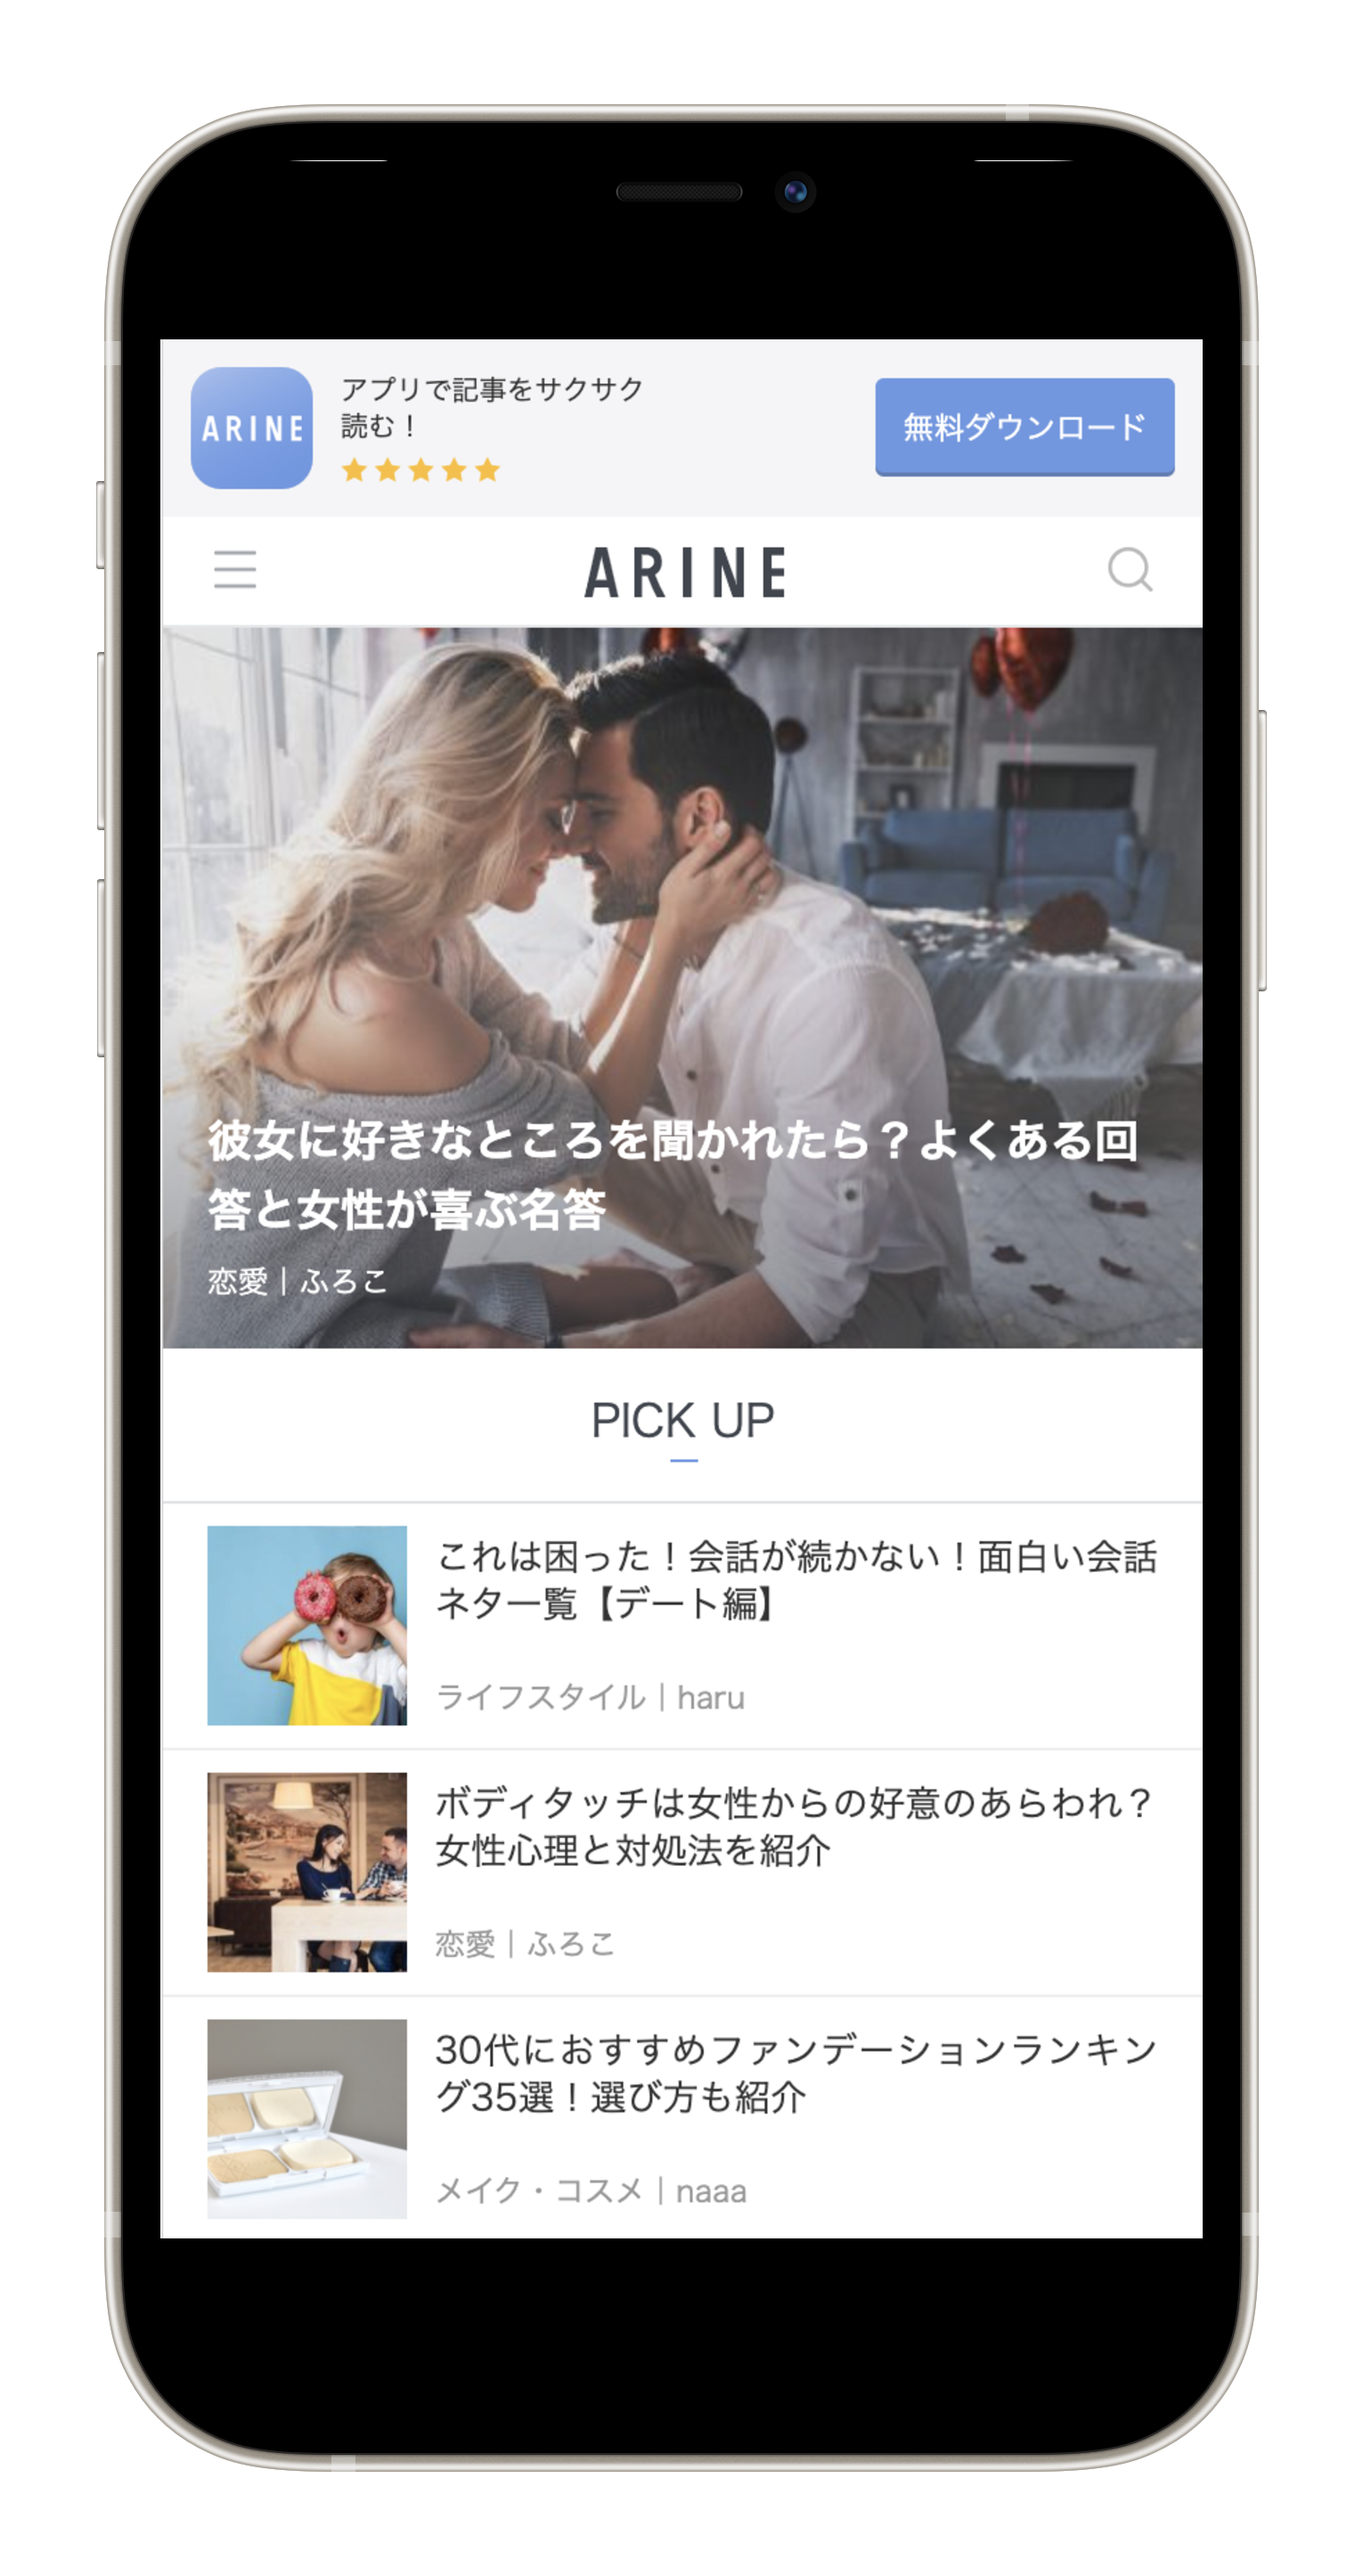 ARINE
アプリで記事をサクサク
読む！
無料ダウンロード
ARINE
彼女に好きなところを聞かれたら？よくある回
答と女性が喜ぶ名答
恋愛｜ふろこ
PICK UP
これは困った！会話が続かない！面白い会話
ネタ一覧【デート編】
ライフスタイル｜haru
ボディタッチは女性からの好意のあらわれ？
女性心理と対処法を紹介
恋愛｜ふろこ
30代におすすめファンデーションランキン
グ35選！選び方も紹介
メイク・コスメ｜naaa